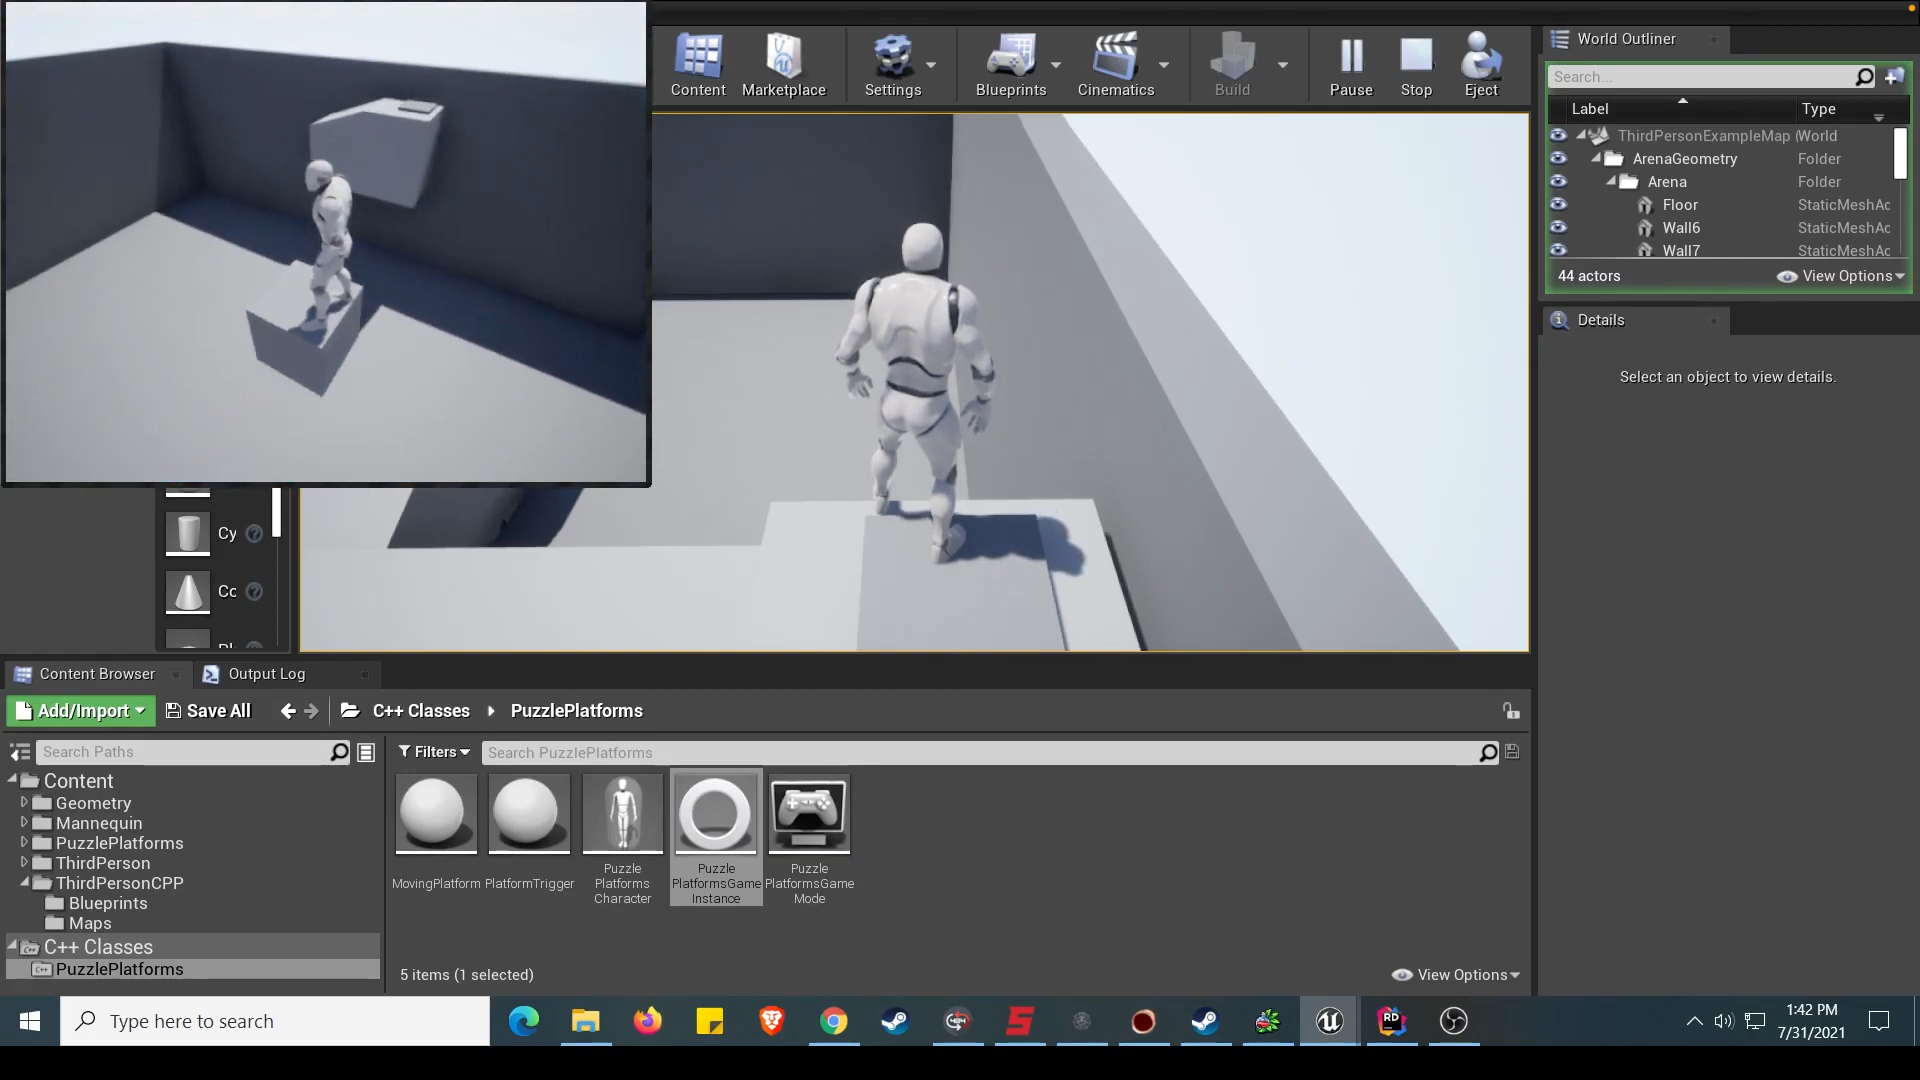 Content
Marketplace
Settings
Blueprints
Cinematics
Build
Pause
Stop
Eject
World Outliner
Search...
Label
Type
ThirdPersonExampleMap (World
ArenaGeometry Folder
Arena Folder
Floor StaticMeshAc
Wall6 StaticMeshAc
Wall7 StaticMeshAc
44 actors
View Options
Details
Select an object to view details.
Cy
Cc
Content Browser
Output Log
Add/Import
Save All
C++ Classes
PuzzlePlatforms
Search Paths
Filters
Search PuzzlePlatforms
Content
Geometry
Mannequin
PuzzlePlatforms
ThirdPerson
ThirdPersonCPP
Blueprints
Maps
C++ Classes
PuzzlePlatforms
MovingPlatform
PlatformTrigger
Puzzle
Platforms
Character
Puzzle
PlatformsGame
Instance
Puzzle
PlatformsGame
Mode
5 items (1 selected)
View Options
Type here to search
RD
1:42 PM
7/31/2021